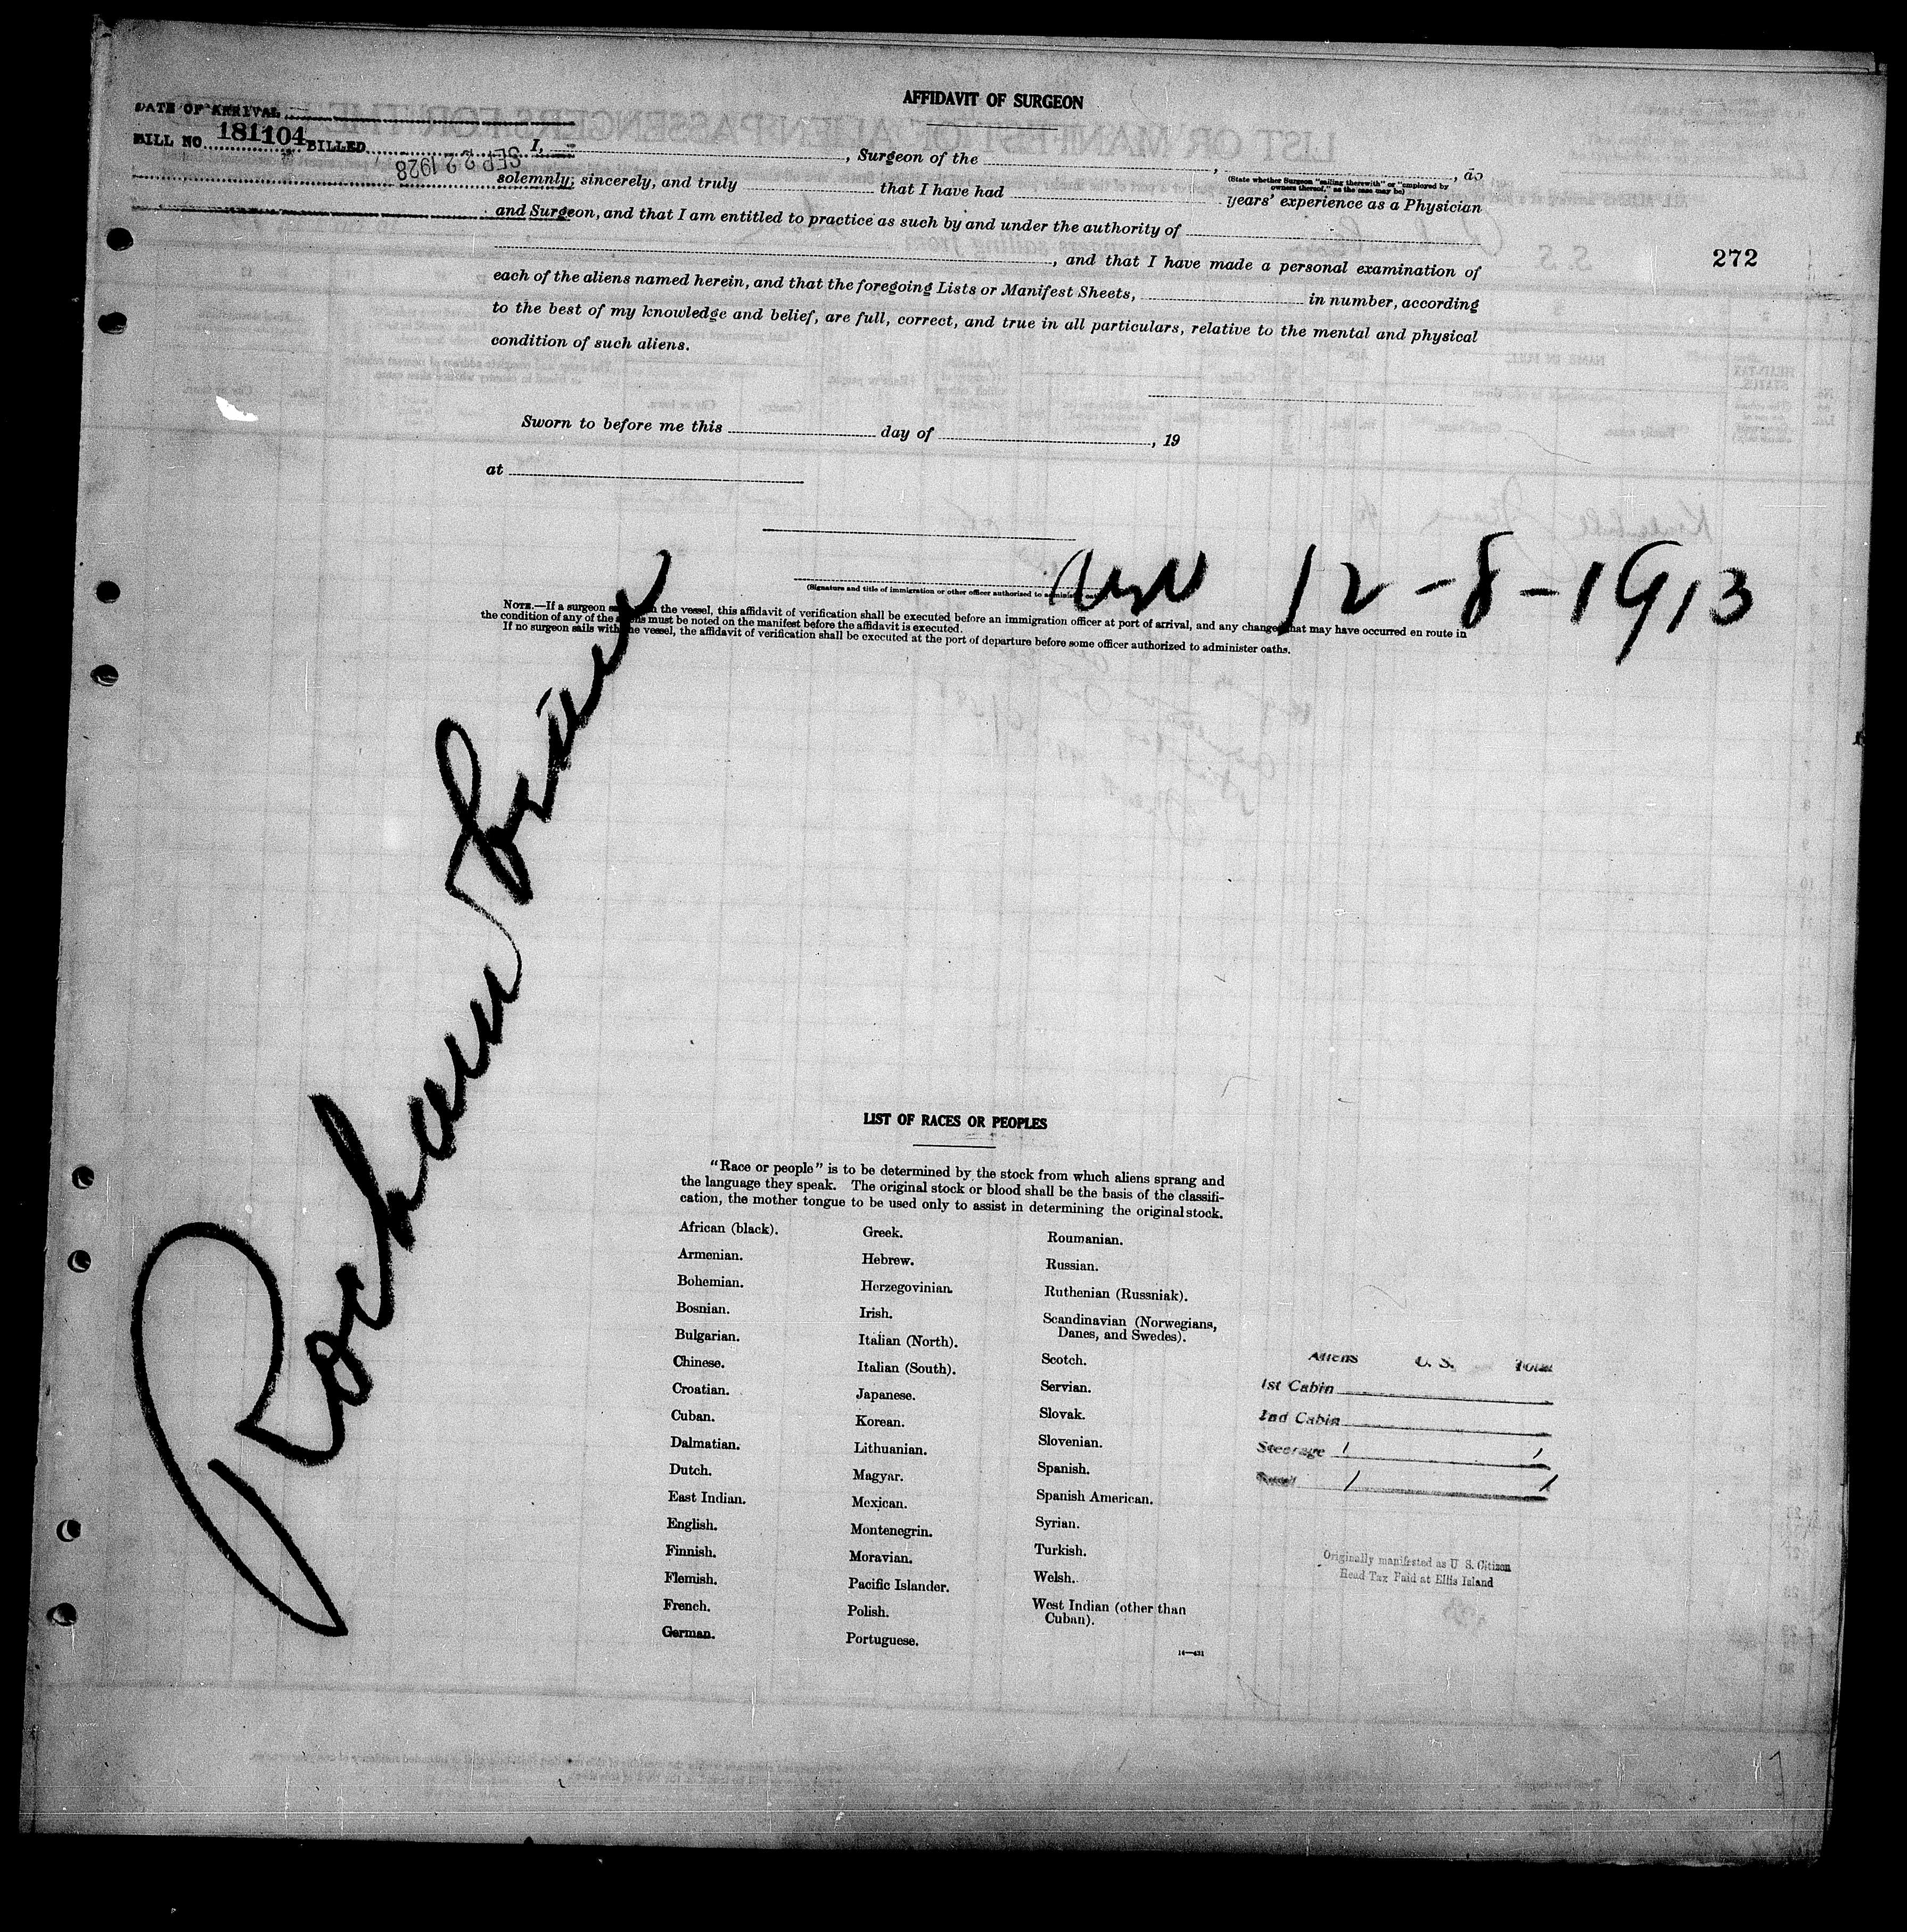 AFFIDAVIT OF SURGEON
DATE OF ARRIVAL
BILL NO. 181104 BILLED
SEP 22 1928
I, , Surgeon of the , , do
(State whether Surgeon "sailing therewith" or "employed by
owners thereof," as the case may be)
solemnly, sincerely, and truly that I have had years' experience as a Physician
and Surgeon, and that I am entitled to practice as such by and under the authority of
272
, and that I have made a personal examination of
each of the aliens named herein, and that the foregoing Lists or Manifest Sheets, in number, according
to the best of my knowledge and belief, are full, correct, and true in all particulars, relative to the mental and physical
condition of such aliens.
Sworn to before me this day of , 19
at
(Signature and title of immigration or other officer authorized to administer
12-8-1913
NOTE.—If a surgeon sails with the vessel, this affidavit of verification shall be executed before an immigration officer at port of arrival, and any changes that may have occurred en route in
the condition of any of the aliens must be noted on the manifest before the affidavit is executed.
If no surgeon sails with the vessel, the affidavit of verification shall be executed at the port of departure before some officer authorized to administer oaths.
LIST OF RACES OR PEOPLES
"Race or people" is to be determined by the stock from which aliens sprang and
the language they speak. The original stock or blood shall be the basis of the classifi-
cation, the mother tongue to be used only to assist in determining the original stock.
African (black).
Armenian.
Bohemian.
Bosnian.
Bulgarian.
Chinese.
Croatian.
Cuban.
Dalmatian.
Dutch.
East Indian.
English.
Finnish.
Flemish.
French.
German.
Greek.
Hebrew.
Herzegovinian.
Irish.
Italian (North).
Italian (South).
Japanese.
Korean.
Lithuanian.
Magyar.
Mexican.
Montenegrin.
Moravian.
Pacific Islander.
Polish.
Portuguese.
Roumanian.
Russian.
Ruthenian (Russniak).
Scandinavian (Norwegians,
Danes, and Swedes).
Scotch.
Servian.
Slovak.
Slovenian.
Spanish.
Spanish American.
Syrian.
Turkish.
Welsh.
West Indian (other than
Cuban).
Aliens U. S. Total
1st Cabin
2nd Cabin
Steerage 1 1
Total 1 1
Originally manifested as U S. Citizen
Head Tax Paid at Ellis Island